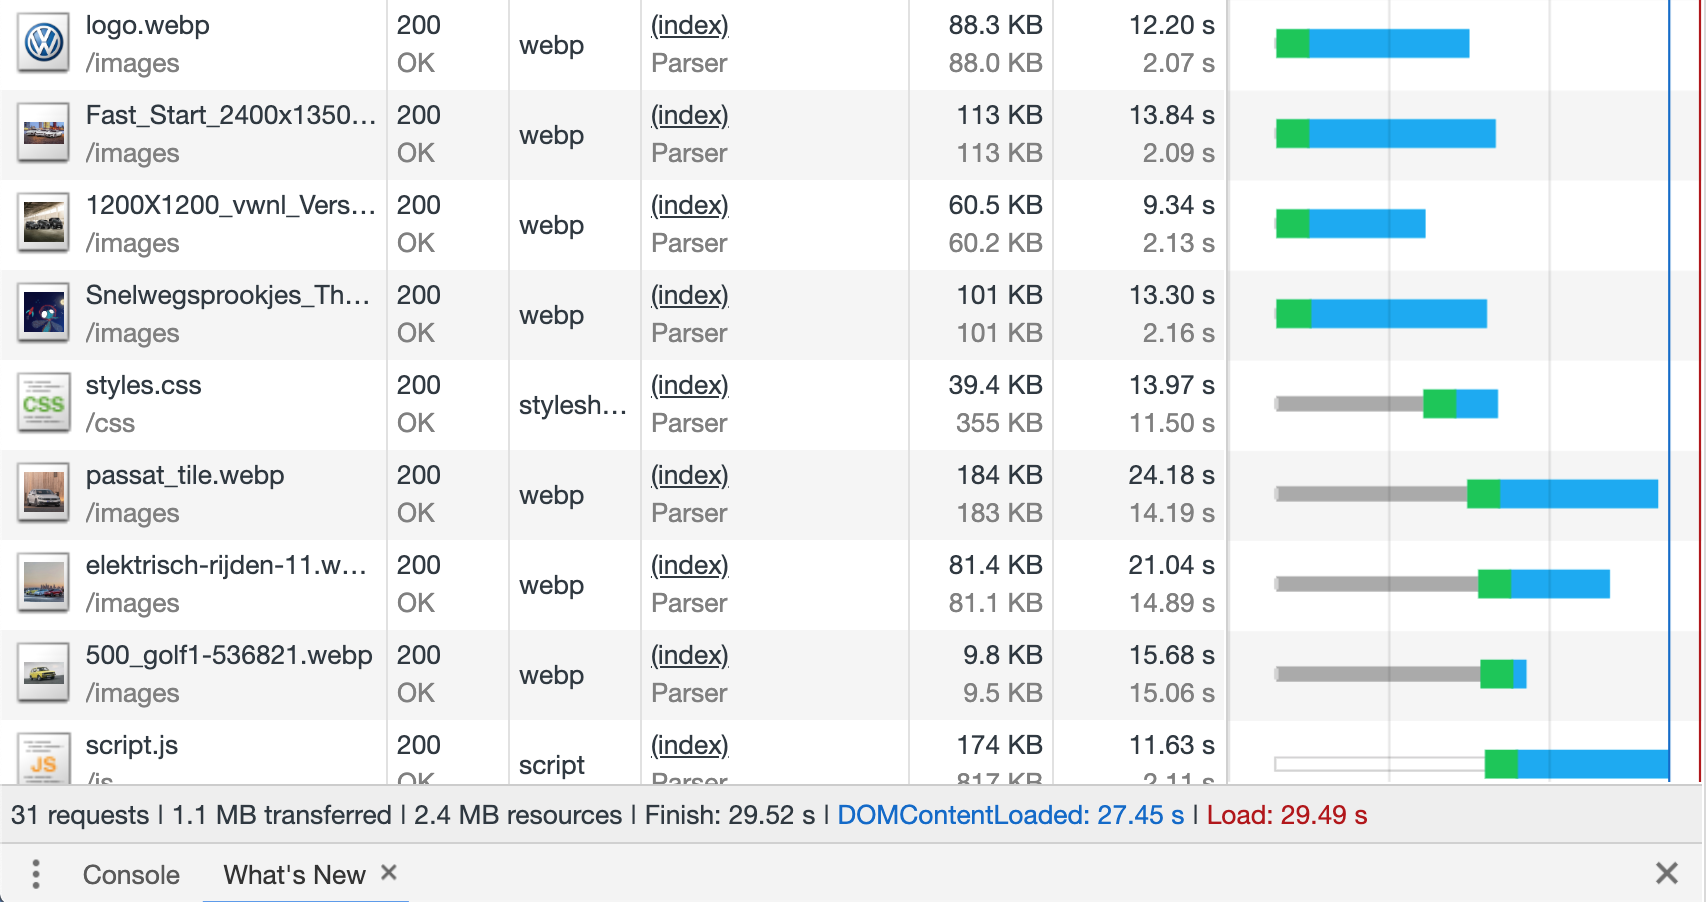 logo.webp 200 webp (index) 88.3 KB 12.20 s
/images OK Parser 88.0 KB 2.07 s
Fast_Start_2400x1350... 200 webp (index) 113 KB 13.84 s
/images OK Parser 113 KB 2.09 s
1200X1200_vwnl_Vers... 200 webp (index) 60.5 KB 9.34 s
/images OK Parser 60.2 KB 2.13 s
Snelwegsprookjes_Th... 200 webp (index) 101 KB 13.30 s
/images OK Parser 101 KB 2.16 s
CSS styles.css 200 stylesh... (index) 39.4 KB 13.97 s
/css OK Parser 355 KB 11.50 s
passat_tile.webp 200 webp (index) 184 KB 24.18 s
/images OK Parser 183 KB 14.19 s
elektrisch-rijden-11.w... 200 webp (index) 81.4 KB 21.04 s
/images OK Parser 81.1 KB 14.89 s
500_golf1-536821.webp 200 webp (index) 9.8 KB 15.68 s
/images OK Parser 9.5 KB 15.06 s
JS script.js 200 script (index) 174 KB 11.63 s
/js OK Parser 817 KB 2.11 s
31 requests | 1.1 MB transferred | 2.4 MB resources | Finish: 29.52 s | DOMContentLoaded: 27.45 s | Load: 29.49 s
Console What's New ×